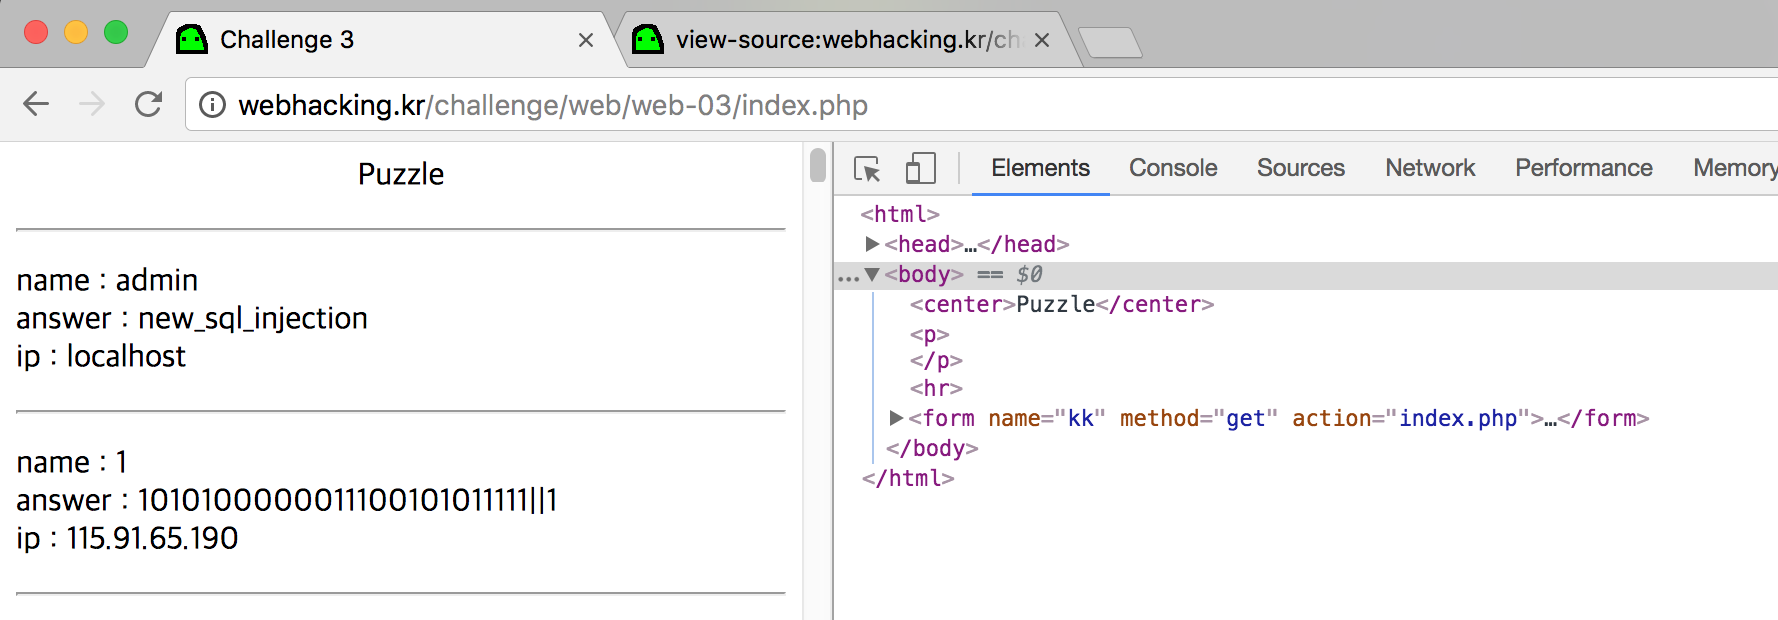 Challenge 3
view-source:webhacking.kr/ch
webhacking.kr/challenge/web/web-03/index.php
Puzzle
name : admin
answer : new_sql_injection
ip : localhost
name : 1
answer : 1010100000011100101011111||1
ip : 115.91.65.190
Elements Console Sources Network Performance Memory
<html>
<head>…</head>
<body> == $0
<center>Puzzle</center>
<p>
</p>
<hr>
<form name="kk" method="get" action="index.php">…</form>
</body>
</html>